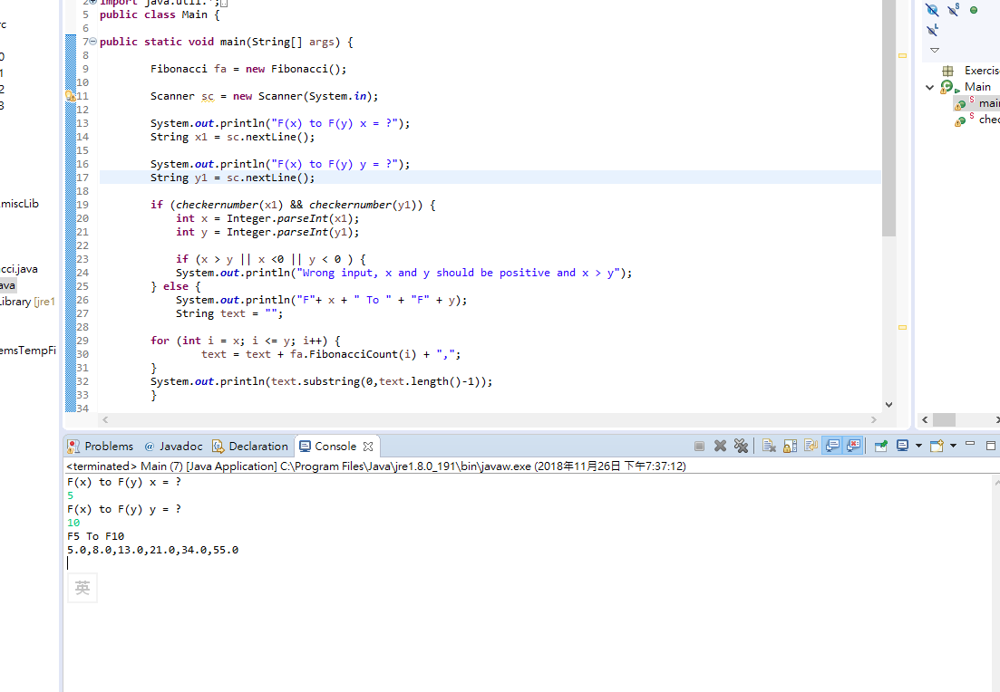 2 import java.util.*;
5 public class Main {
6
7 public static void main(String[] args) {
8
9 Fibonacci fa = new Fibonacci();
10
11 Scanner sc = new Scanner(System.in);
12
13 System.out.println("F(x) to F(y) x = ?");
14 String x1 = sc.nextLine();
15
16 System.out.println("F(x) to F(y) y = ?");
17 String y1 = sc.nextLine();
18
19 if (checkernumber(x1) && checkernumber(y1)) {
20 int x = Integer.parseInt(x1);
21 int y = Integer.parseInt(y1);
22
23 if (x > y || x <0 || y < 0 ) {
24 System.out.println("Wrong input, x and y should be positive and x > y");
25 } else {
26 System.out.println("F"+ x + " To " + "F" + y);
27 String text = "";
28
29 for (int i = x; i <= y; i++) {
30 text = text + fa.FibonacciCount(i) + ",";
31 }
32 System.out.println(text.substring(0,text.length()-1));
33 }
34
rc
0
1
2
3
.miscLib
cci.java
ava
Library [jre1
emsTempFi
Exercis
Main
S mai
S chec
Problems @ Javadoc Declaration Console
<terminated> Main (7) [Java Application] C:\Program Files\Java\jre1.8.0_191\bin\javaw.exe (2018年11月26日 下午7:37:12)
F(x) to F(y) x = ?
5
F(x) to F(y) y = ?
10
F5 To F10
5.0,8.0,13.0,21.0,34.0,55.0
英